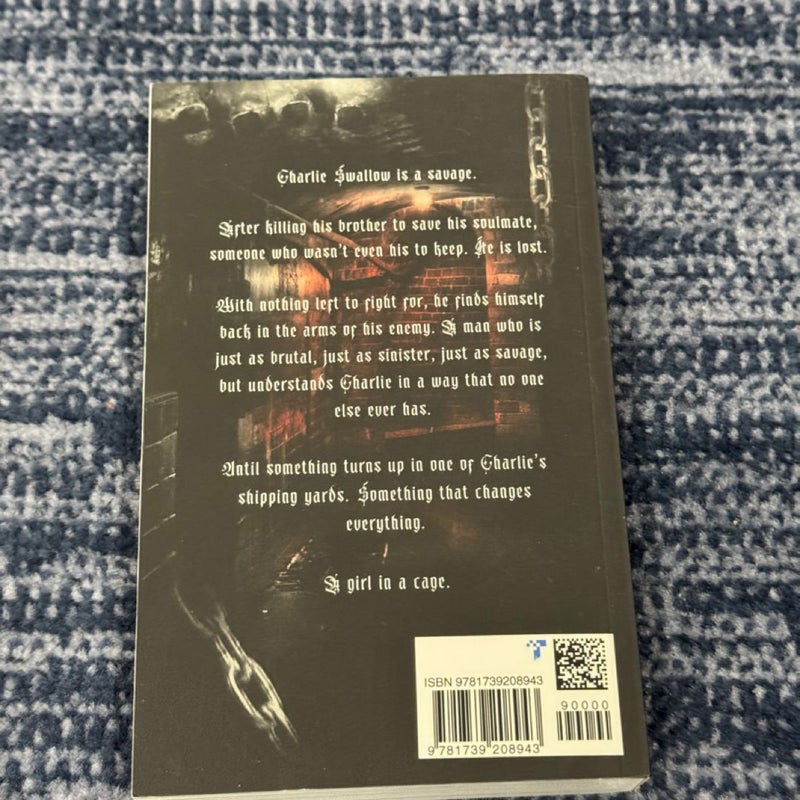 Charlie Swallow is a savage.
After killing his brother to save his soulmate,
someone who wasn't even his to keep. He is lost.
With nothing left to fight for, he finds himself
back in the arms of his enemy. A man who is
just as brutal, just as sinister, just as savage,
but understands Charlie in a way that no one
else ever has.
Until something turns up in one of Charlie's
shipping yards. Something that changes
everything.
A girl in a cage.
ISBN 9781739208943
90000
9 781739 208943